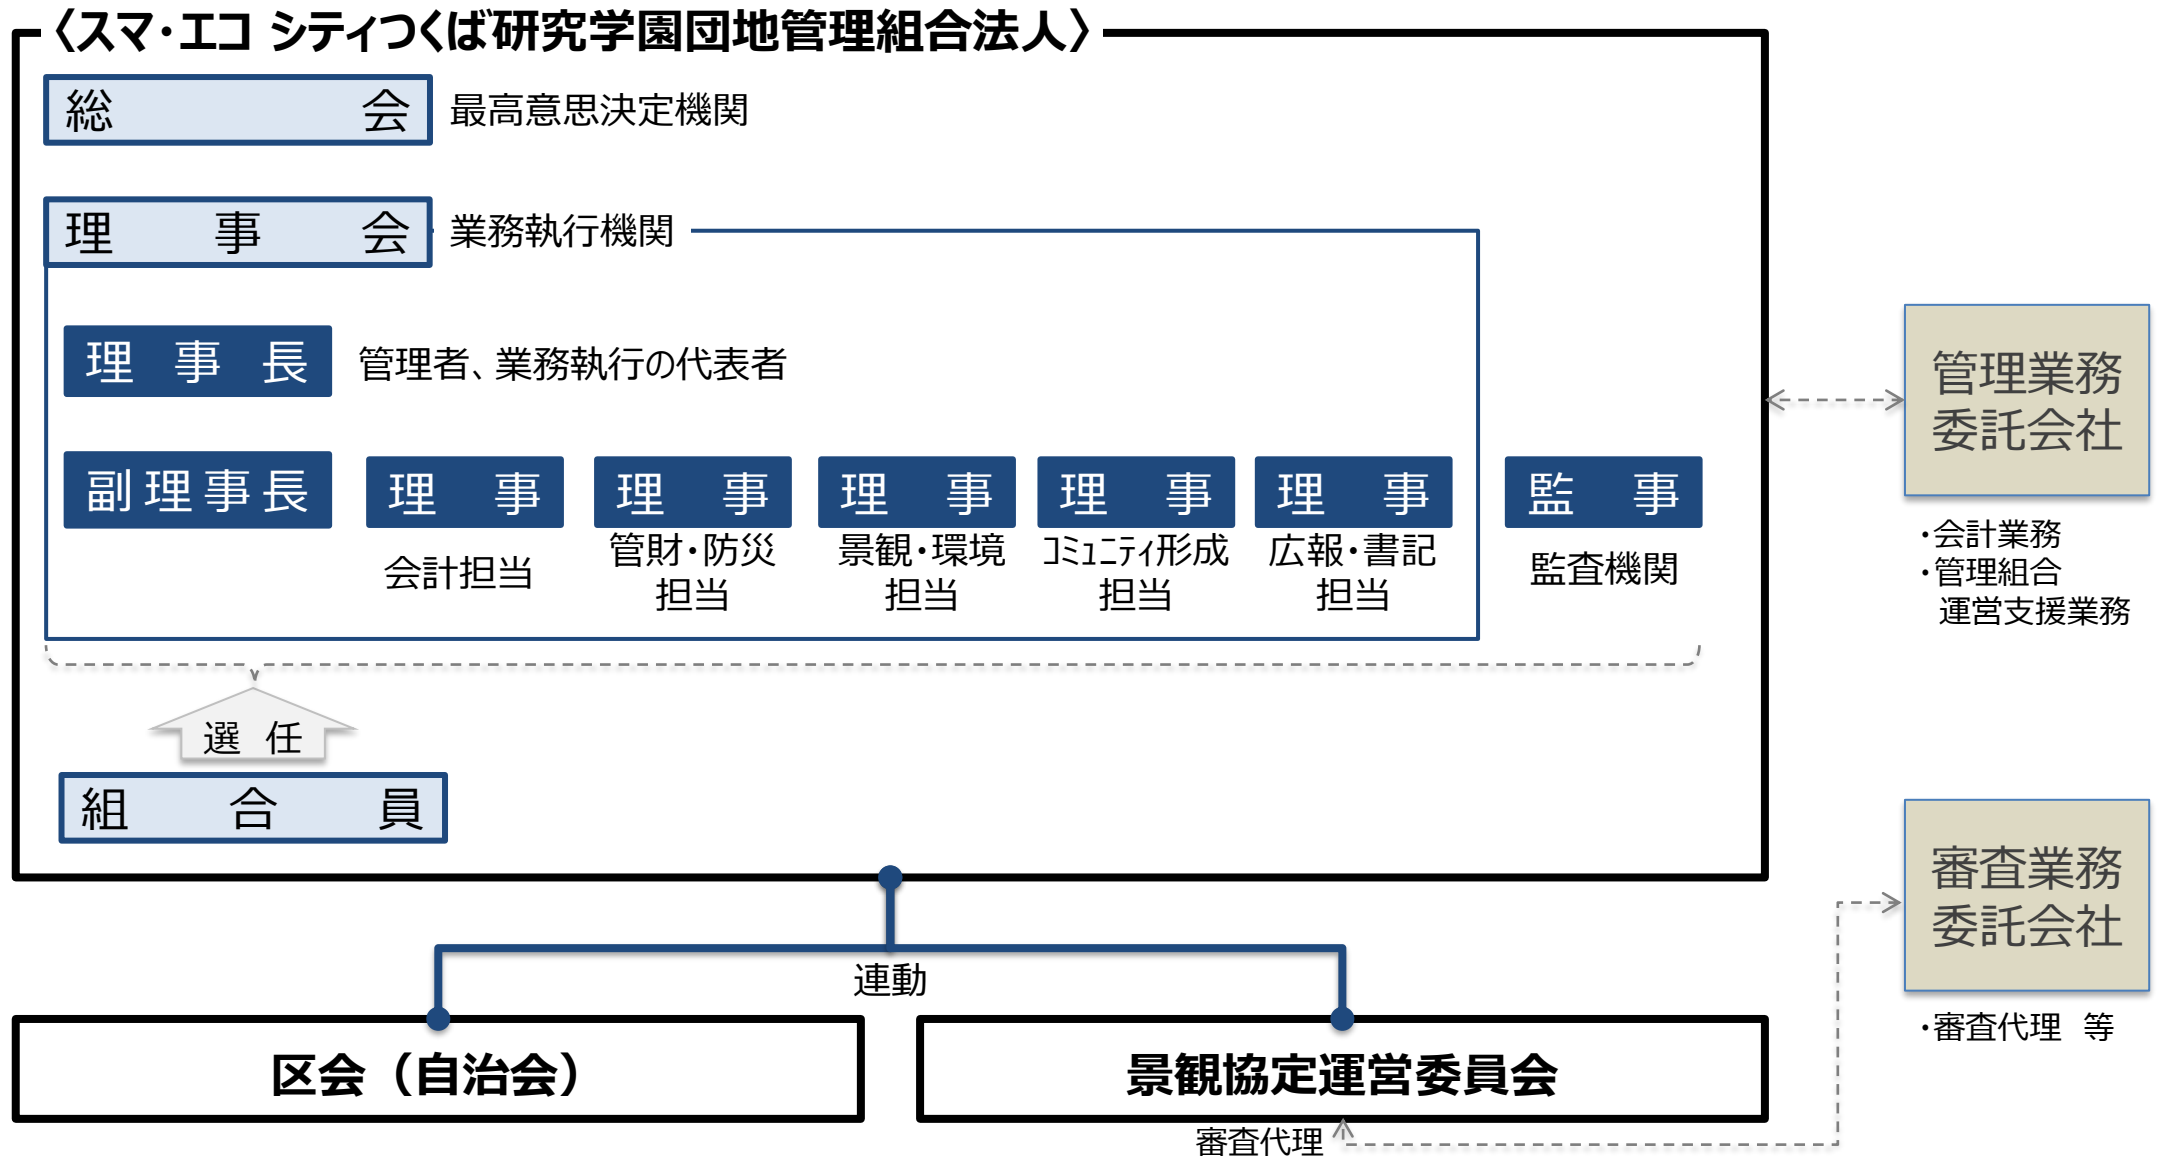 〈スマ・エコ シティつくば研究学園団地管理組合法人〉
総会 最高意思決定機関
理事会 業務執行機関
理事長 管理者、業務執行の代表者
副理事長
理事
会計担当
理事
管財・防災
担当
理事
景観・環境
担当
理事
コミュニティ形成
担当
理事
広報・書記
担当
監事
監査機関
選 任
組合員
管理業務
委託会社
・会計業務
・管理組合
運営支援業務
審査業務
委託会社
・審査代理 等
連動
区会（自治会）
景観協定運営委員会
審査代理